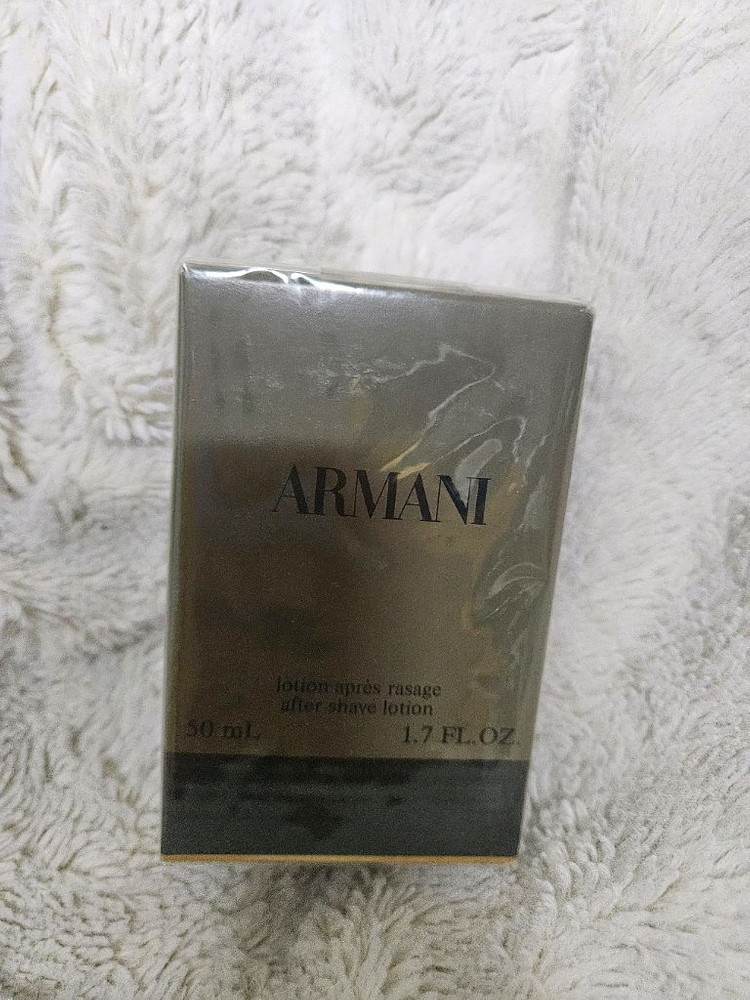 ARMANI
lotion après rasage
after shave lotion
50 mL 1.7 FL.OZ.